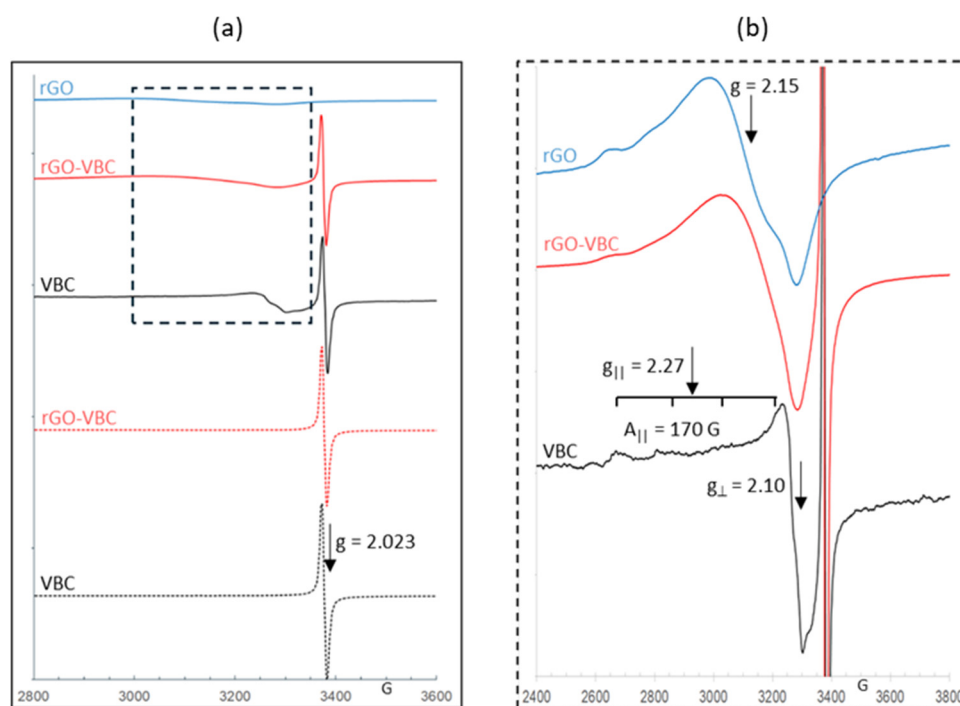 (a)
rGO
rGO-VBC
VBC
rGO-VBC
g = 2.023
VBC
2800 3000 3200 3400 3600
G
(b)
g = 2.15
rGO
rGO-VBC
g|| = 2.27
A|| = 170 G
VBC
g⊥ = 2.10
2400 2600 2800 3000 3200 3400 3600 3800
G